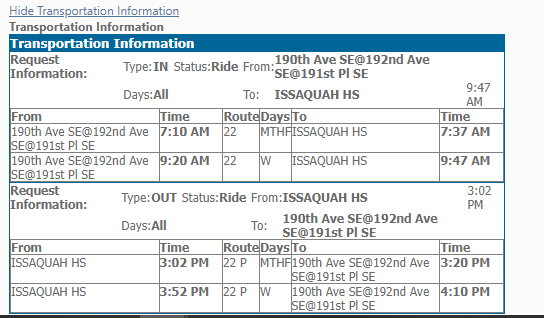 Hide Transportation Information
Transportation Information
Transportation Information
Request Information: Type:IN Status:Ride From:190th Ave SE@192nd Ave SE@191st Pl SE
Days:All To: ISSAQUAH HS 9:47 AM
From Time Route Days To Time
190th Ave SE@192nd Ave SE@191st Pl SE 7:10 AM 22 MTHF ISSAQUAH HS 7:37 AM
190th Ave SE@192nd Ave SE@191st Pl SE 9:20 AM 22 W ISSAQUAH HS 9:47 AM
Request Information: Type:OUT Status:Ride From:ISSAQUAH HS 3:02 PM
Days:All To: 190th Ave SE@192nd Ave SE@191st Pl SE
From Time Route Days To Time
ISSAQUAH HS 3:02 PM 22 P MTHF 190th Ave SE@192nd Ave SE@191st Pl SE 3:20 PM
ISSAQUAH HS 3:52 PM 22 P W 190th Ave SE@192nd Ave SE@191st Pl SE 4:10 PM